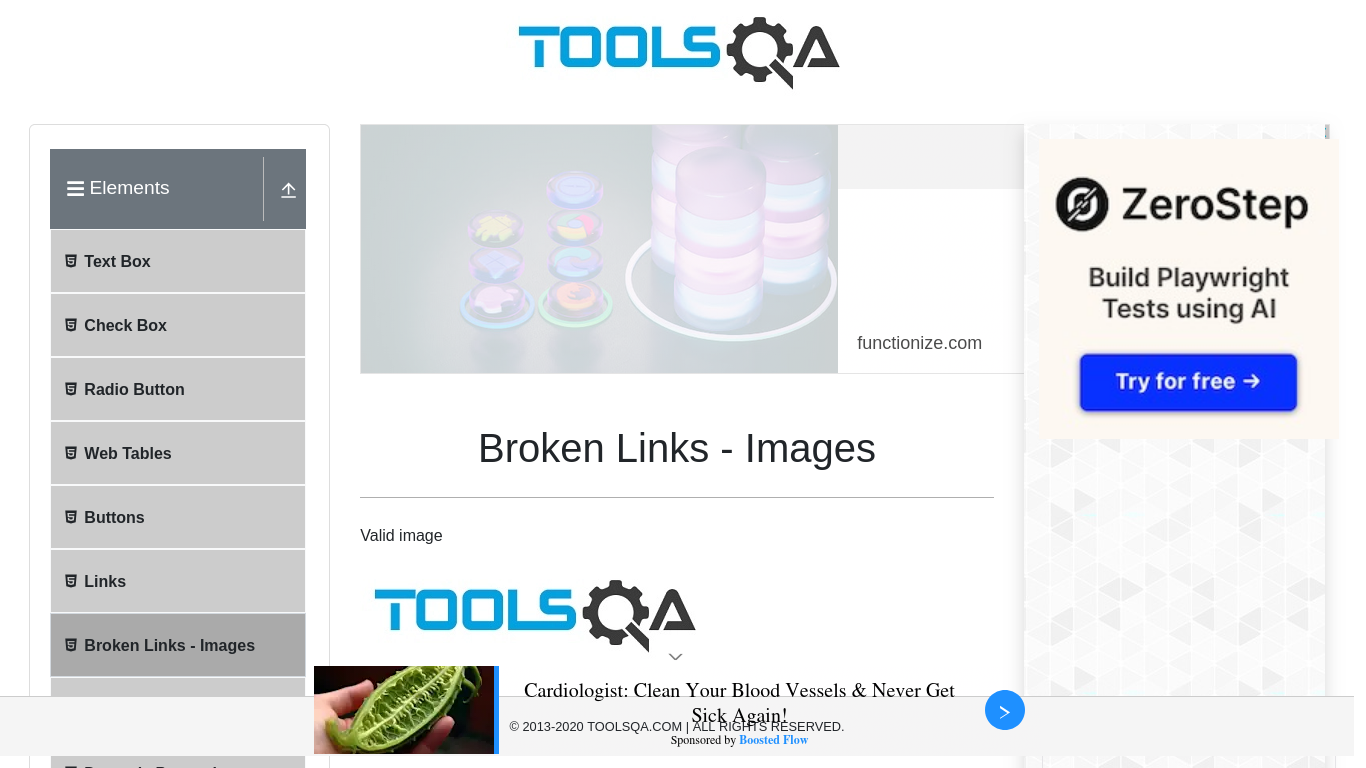 TOOLSQA
Elements
Text Box
Check Box
Radio Button
Web Tables
Buttons
Links
Broken Links - Images
functionize.com
Broken Links - Images
Valid image
TOOLSQA
ZeroStep
Build Playwright
Tests using AI
Try for free →
Cardiologist: Clean Your Blood Vessels & Never Get
Sick Again!
Sponsored by Boosted Flow
© 2013-2020 TOOLSQA.COM | ALL RIGHTS RESERVED.